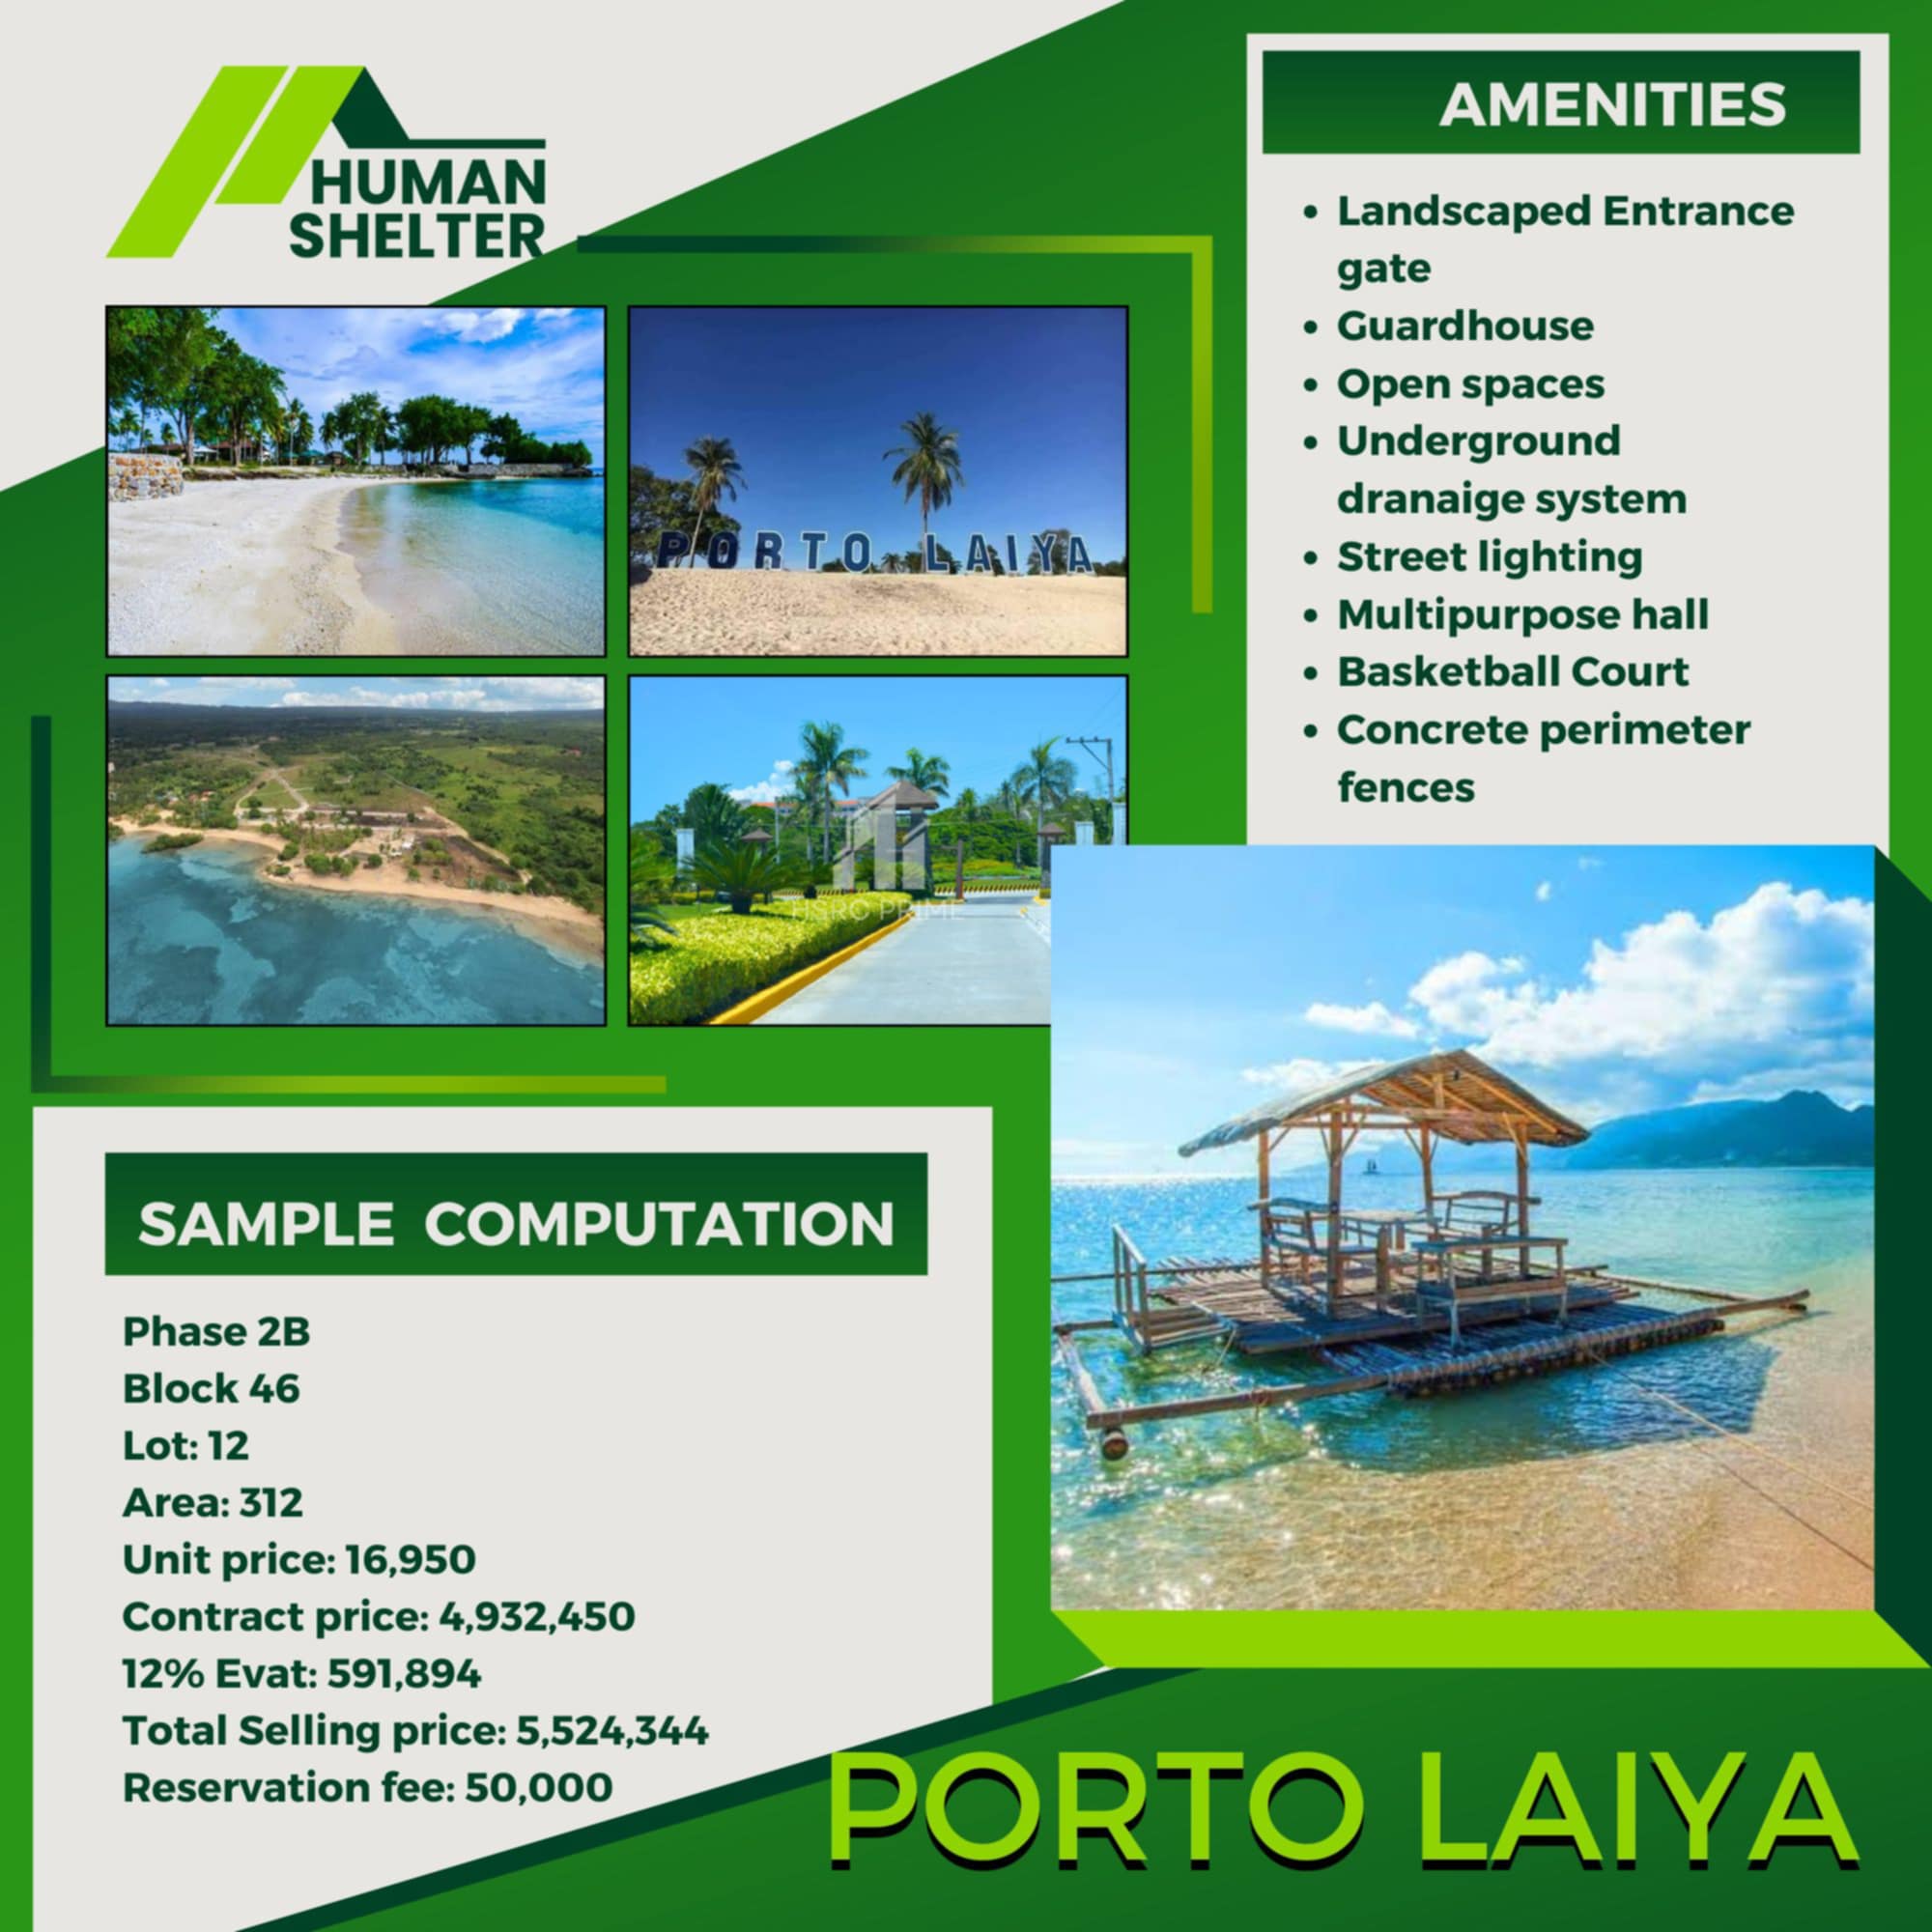 HUMAN
SHELTER
PORTO LAIYA
HSRC PRIME
AMENITIES
• Landscaped Entrance
gate
• Guardhouse
• Open spaces
• Underground
dranaige system
• Street lighting
• Multipurpose hall
• Basketball Court
• Concrete perimeter
fences
SAMPLE COMPUTATION
Phase 2B
Block 46
Lot: 12
Area: 312
Unit price: 16,950
Contract price: 4,932,450
12% Evat: 591,894
Total Selling price: 5,524,344
Reservation fee: 50,000
PORTO LAIYA